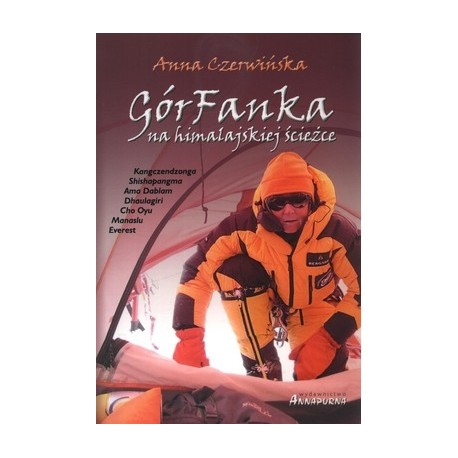 Anna Czerwińska
GórFanka
na himalajskiej ścieżce
Kangczendzonga
Shishapangma
Ama Dablam
Dhaulagiri
Cho Oyu
Manaslu
Everest
wydawnictwo
ANNAPURNA